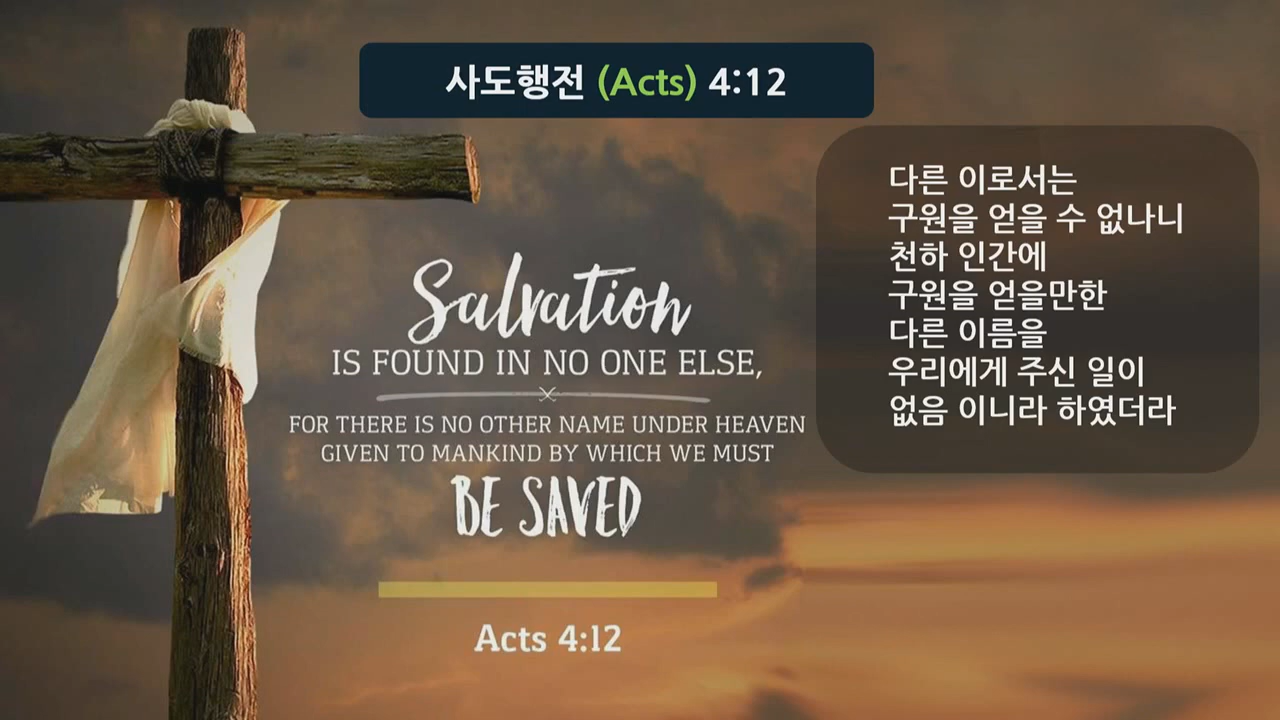 사도행전 (Acts) 4:12
Salvation
IS FOUND IN NO ONE ELSE,
FOR THERE IS NO OTHER NAME UNDER HEAVEN
GIVEN TO MANKIND BY WHICH WE MUST
BE SAVED
Acts 4:12
다른 이로서는
구원을 얻을 수 없나니
천하 인간에
구원을 얻을만한
다른 이름을
우리에게 주신 일이
없음 이니라 하였더라